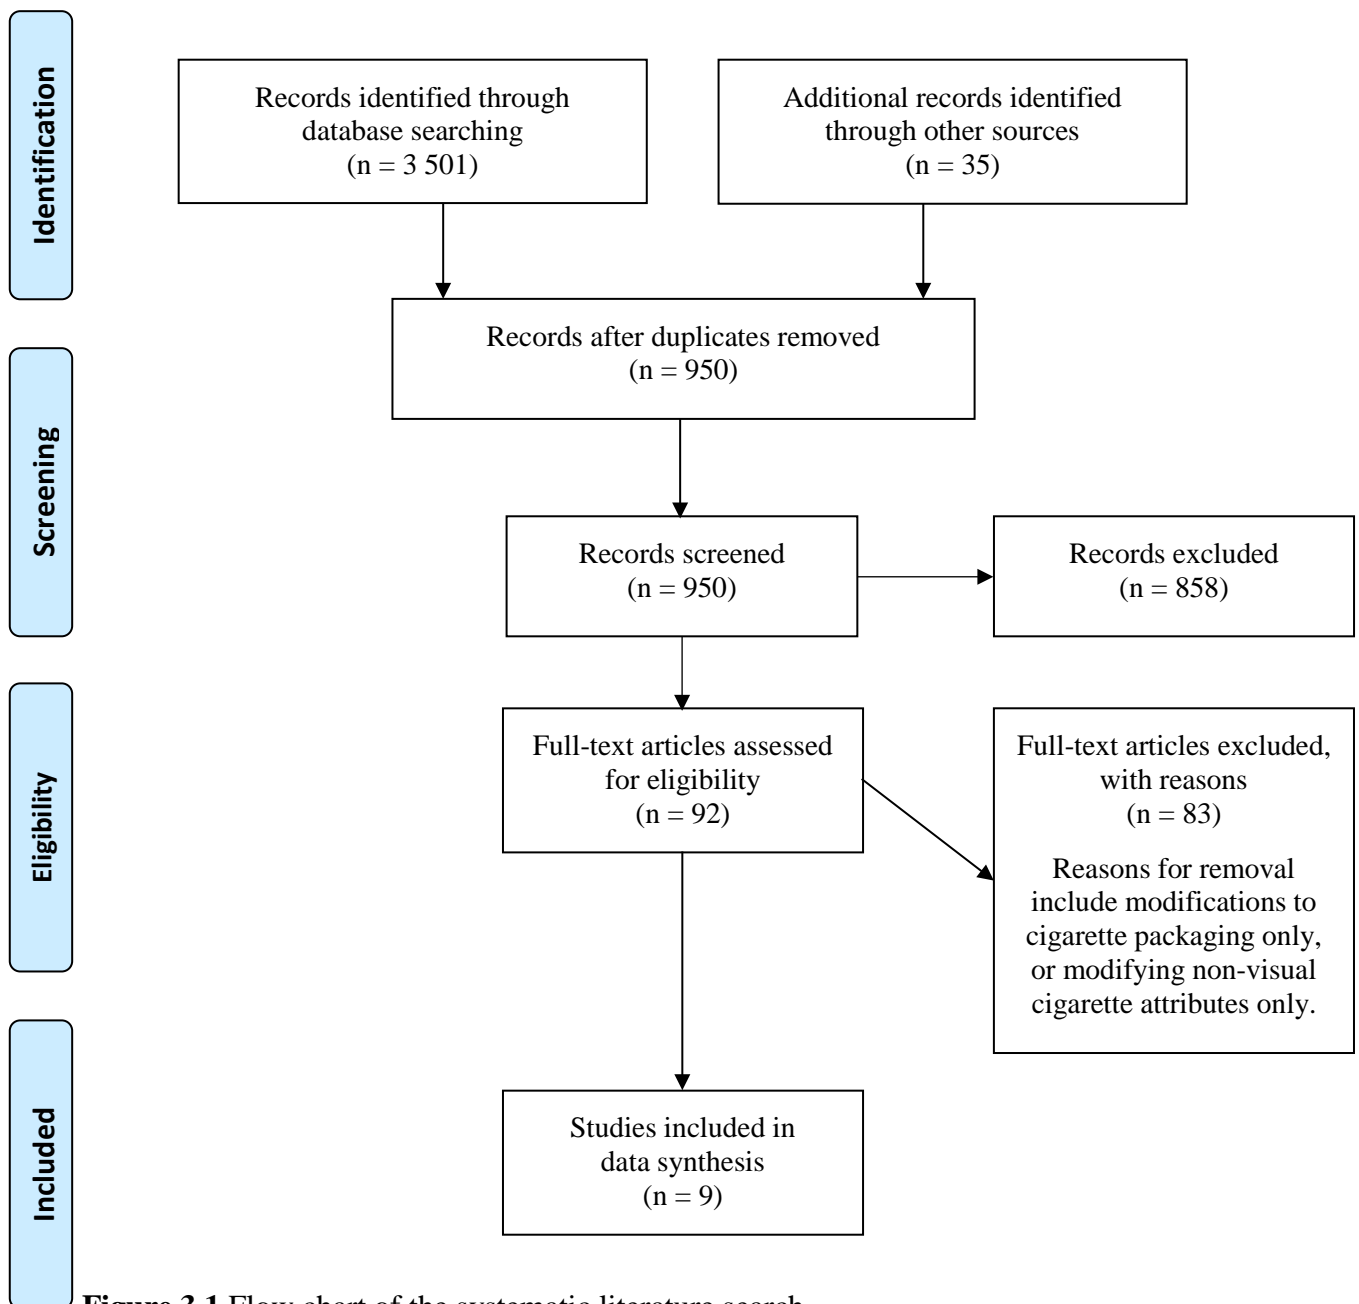 Identification
Records identified through
database searching
(n = 3 501)
Additional records identified
through other sources
(n = 35)
Records after duplicates removed
(n = 950)
Screening
Records screened
(n = 950)
Records excluded
(n = 858)
Eligibility
Full-text articles assessed
for eligibility
(n = 92)
Full-text articles excluded,
with reasons
(n = 83)
Reasons for removal
include modifications to
cigarette packaging only,
or modifying non-visual
cigarette attributes only.
Included
Studies included in
data synthesis
(n = 9)
Figure 3.1 Flow chart of the systematic literature search